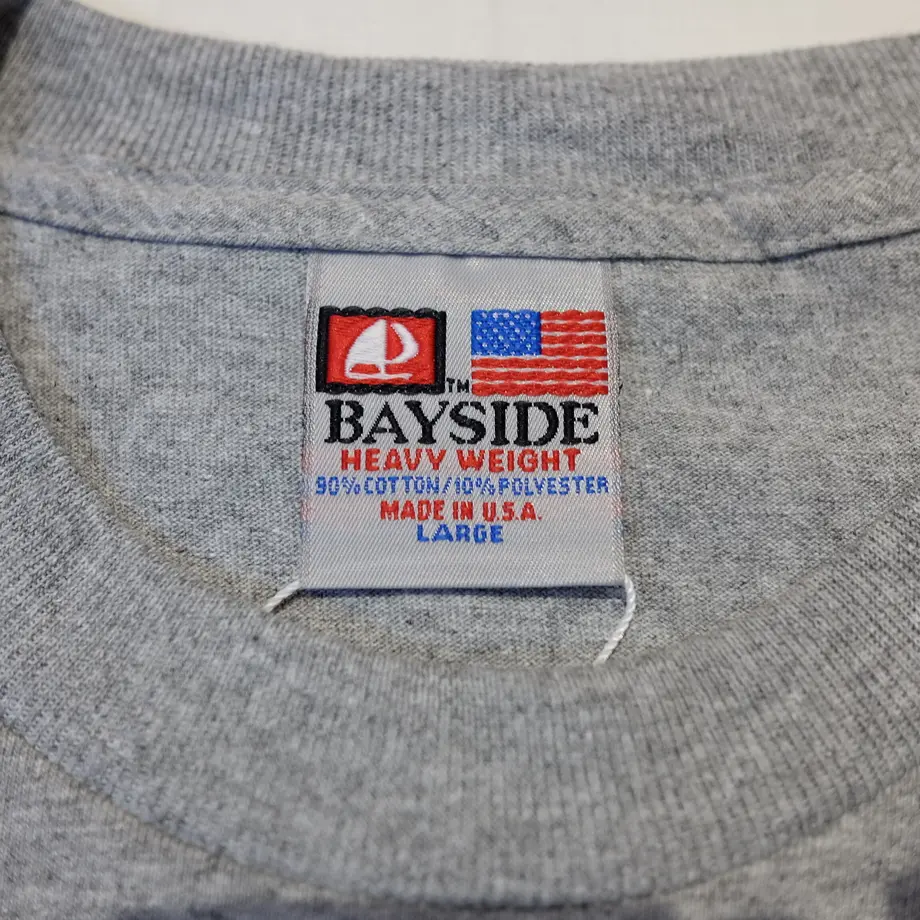 TM
BAYSIDE
HEAVY WEIGHT
90% COTTON/10% POLYESTER
MADE IN U.S.A.
LARGE